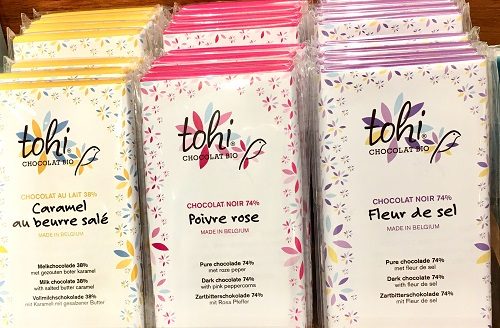 tohi®
CHOCOLAT BIO
CHOCOLAT AU LAIT 38%
Caramel
au beurre salé
MADE IN BELGIUM
Melkchocolade 38%
met gezouten boter karamel
Milk chocolate 38%
with salted butter caramel
Vollmilchschokolade 38%
mit Karamel mit gesalzener Butter
tohi®
CHOCOLAT BIO
CHOCOLAT NOIR 74%
Poivre rose
MADE IN BELGIUM
Pure chocolade 74%
met roze peper
Dark chocolate 74%
with pink peppercorns
Zartbitterschokolade 74%
mit Rosa Pfeffer
tohi®
CHOCOLAT BIO
CHOCOLAT NOIR 74%
Fleur de sel
MADE IN BELGIUM
Pure chocolade 74%
met fleur de sel
Dark chocolate 74%
with fleur de sel
Zartbitterschokolade 74%
mit Fleur de sel